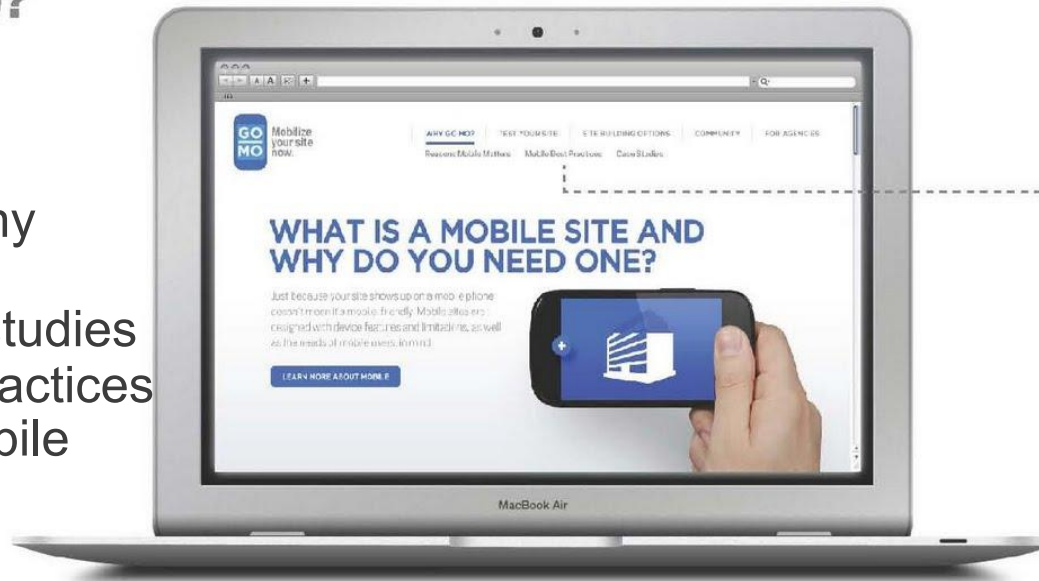 ?
ny
tudies
actices
bile
GO
MO
Mobilize
your site
now.
WHY GO MO?
TEST YOUR SITE
SITE BUILDING OPTIONS
COMMUNITY
FOR AGENCIES
Reasons Mobile Matters
Mobile Best Practices
Case Studies
WHAT IS A MOBILE SITE AND
WHY DO YOU NEED ONE?
Just because your site shows up on a mobile phone
doesn't mean it's mobile-friendly. Mobile sites are
designed with device features and limitations, as well
as the needs of mobile users, in mind.
LEARN MORE ABOUT MOBILE
MacBook Air